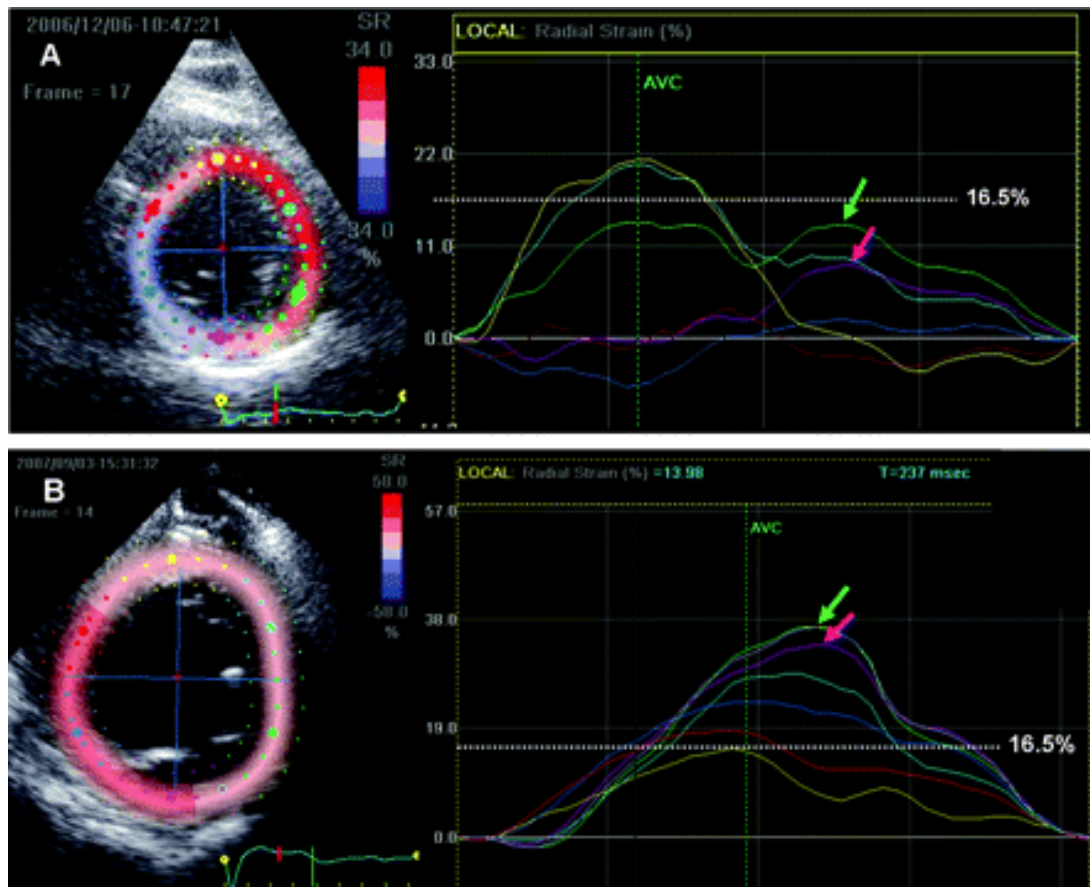 2006/12/06-10:47:21
A
SR
34.0
Frame = 17
34.0
%
LOCAL: Radial Strain (%)
33.0
AVC
22.0
16.5%
11.0
0.0
2007/09/03-15:31:32
B
SR
58.0
Frame = 14
-58.0
%
LOCAL: Radial Strain (%) =13.98
T=237 msec
57.0
AVC
38.0
19.0
16.5%
0.0